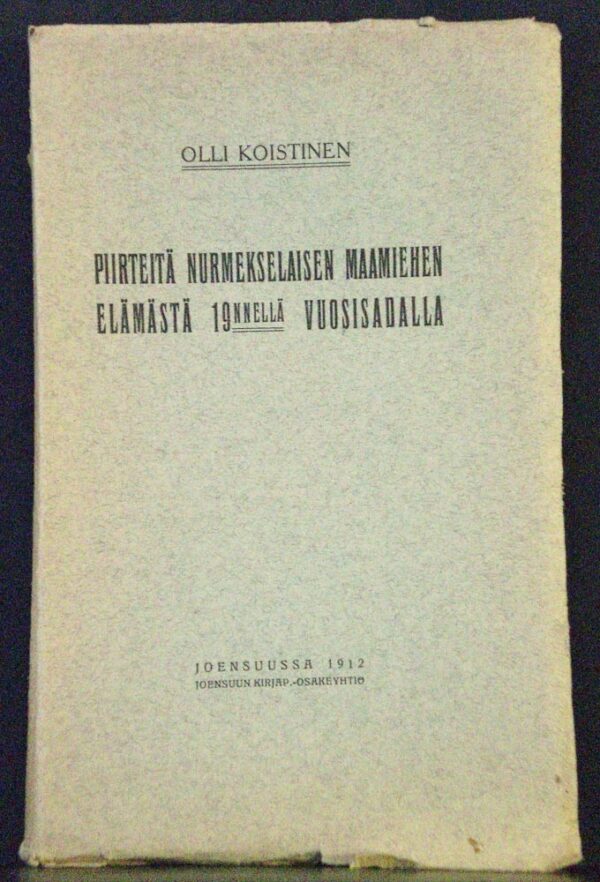 OLLI KOISTINEN
PIIRTEITÄ NURMEKSELAISEN MAAMIEHEN
ELÄMÄSTÄ 19NNELLÄ VUOSISADALLA
JOENSUUSSA 1912
JOENSUUN KIRJAP.-OSAKEYHTIÖ